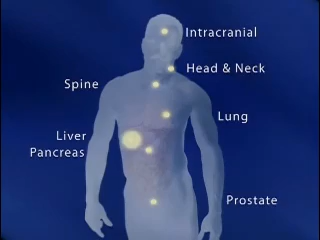 Intracranial
Head & Neck
Spine
Lung
Liver
Pancreas
Prostate